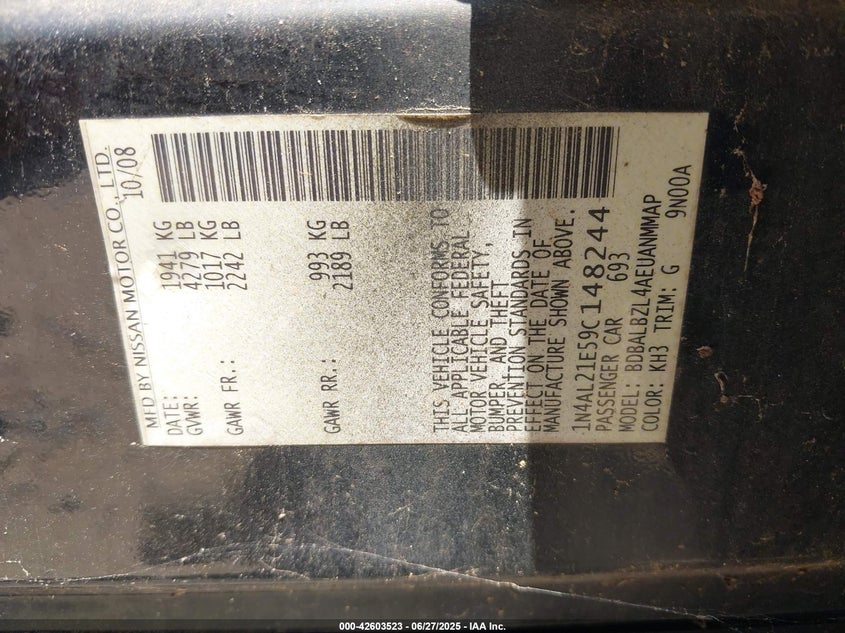 MFD BY NISSAN MOTOR CO., LTD.
DATE: 10/08
GVWR: 1941 KG
4279 LB
GAWR FR.: 1017 KG
2242 LB
GAWR RR.: 993 KG
2189 LB
THIS VEHICLE CONFORMS TO
ALL APPLICABLE FEDERAL
MOTOR VEHICLE SAFETY,
BUMPER, AND THEFT
PREVENTION STANDARDS IN
EFFECT ON THE DATE OF
MANUFACTURE SHOWN ABOVE.
1N4AL21E59C148244
PASSENGER CAR 693
MODEL: BDBALBZL4AEUANMMAP
COLOR: KH3 TRIM: G 9N00A
000-42603523 | 06/27/2025 - IAA Inc.